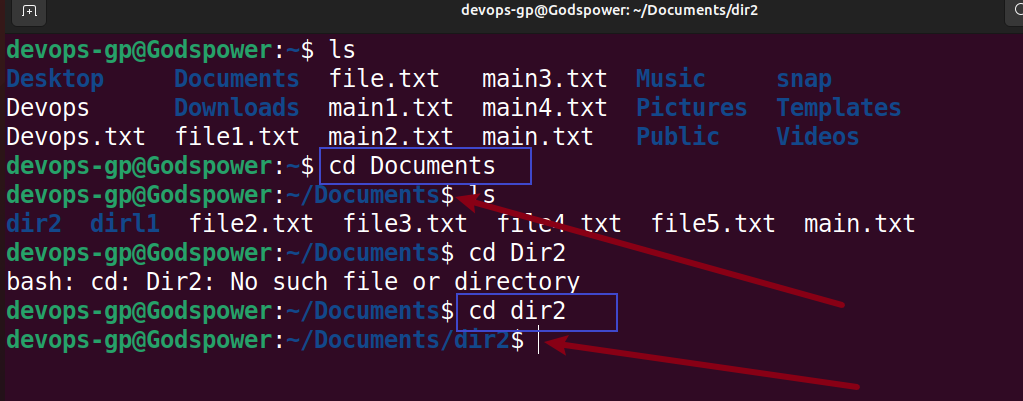 devops-gp@Godspower: ~/Documents/dir2
devops-gp@Godspower:~$ ls
Desktop Documents file.txt main3.txt Music snap
Devops Downloads main1.txt main4.txt Pictures Templates
Devops.txt file1.txt main2.txt main.txt Public Videos
devops-gp@Godspower:~$ cd Documents
devops-gp@Godspower:~/Documents$ ls
dir2 dirl1 file2.txt file3.txt file4.txt file5.txt main.txt
devops-gp@Godspower:~/Documents$ cd Dir2
bash: cd: Dir2: No such file or directory
devops-gp@Godspower:~/Documents$ cd dir2
devops-gp@Godspower:~/Documents/dir2$